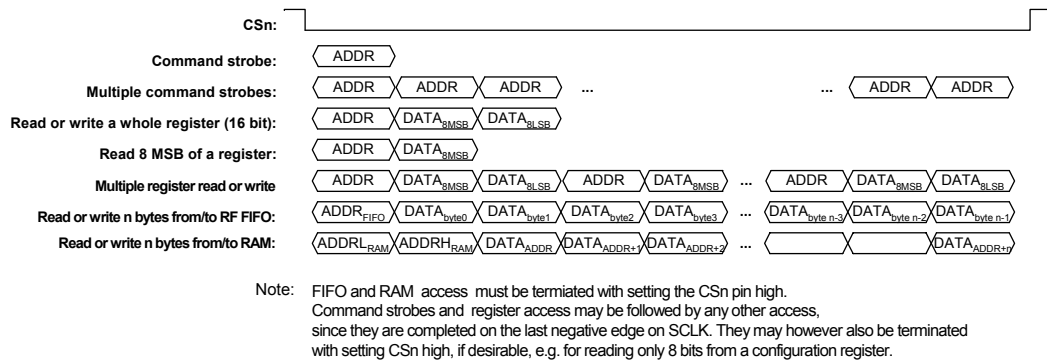 CSn:
Command strobe: ADDR
Multiple command strobes: ADDR ADDR ADDR ... ... ADDR ADDR
Read or write a whole register (16 bit): ADDR DATA8MSB DATA8LSB
Read 8 MSB of a register: ADDR DATA8MSB
Multiple register read or write ADDR DATA8MSB DATA8LSB ADDR DATA8MSB ... ADDR DATA8MSB DATA8LSB
Read or write n bytes from/to RF FIFO: ADDRFIFO DATAbyte0 DATAbyte1 DATAbyte2 DATAbyte3 ... DATAbyte n-3 DATAbyte n-2 DATAbyte n-1
Read or write n bytes from/to RAM: ADDRLRAM ADDRHRAM DATAADDR DATAADDR+1 DATAADDR+2 ... DATAADDR+n
Note: FIFO and RAM access must be termiated with setting the CSn pin high.
Command strobes and register access may be followed by any other access,
since they are completed on the last negative edge on SCLK. They may however also be terminated
with setting CSn high, if desirable, e.g. for reading only 8 bits from a configuration register.